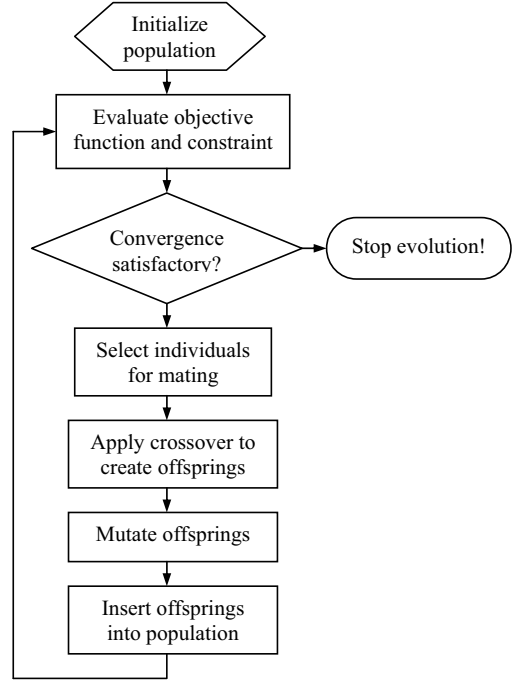 Initialize
population
Evaluate objective
function and constraint
Convergence
satisfactory?
Stop evolution!
Select individuals
for mating
Apply crossover to
create offsprings
Mutate offsprings
Insert offsprings
into population